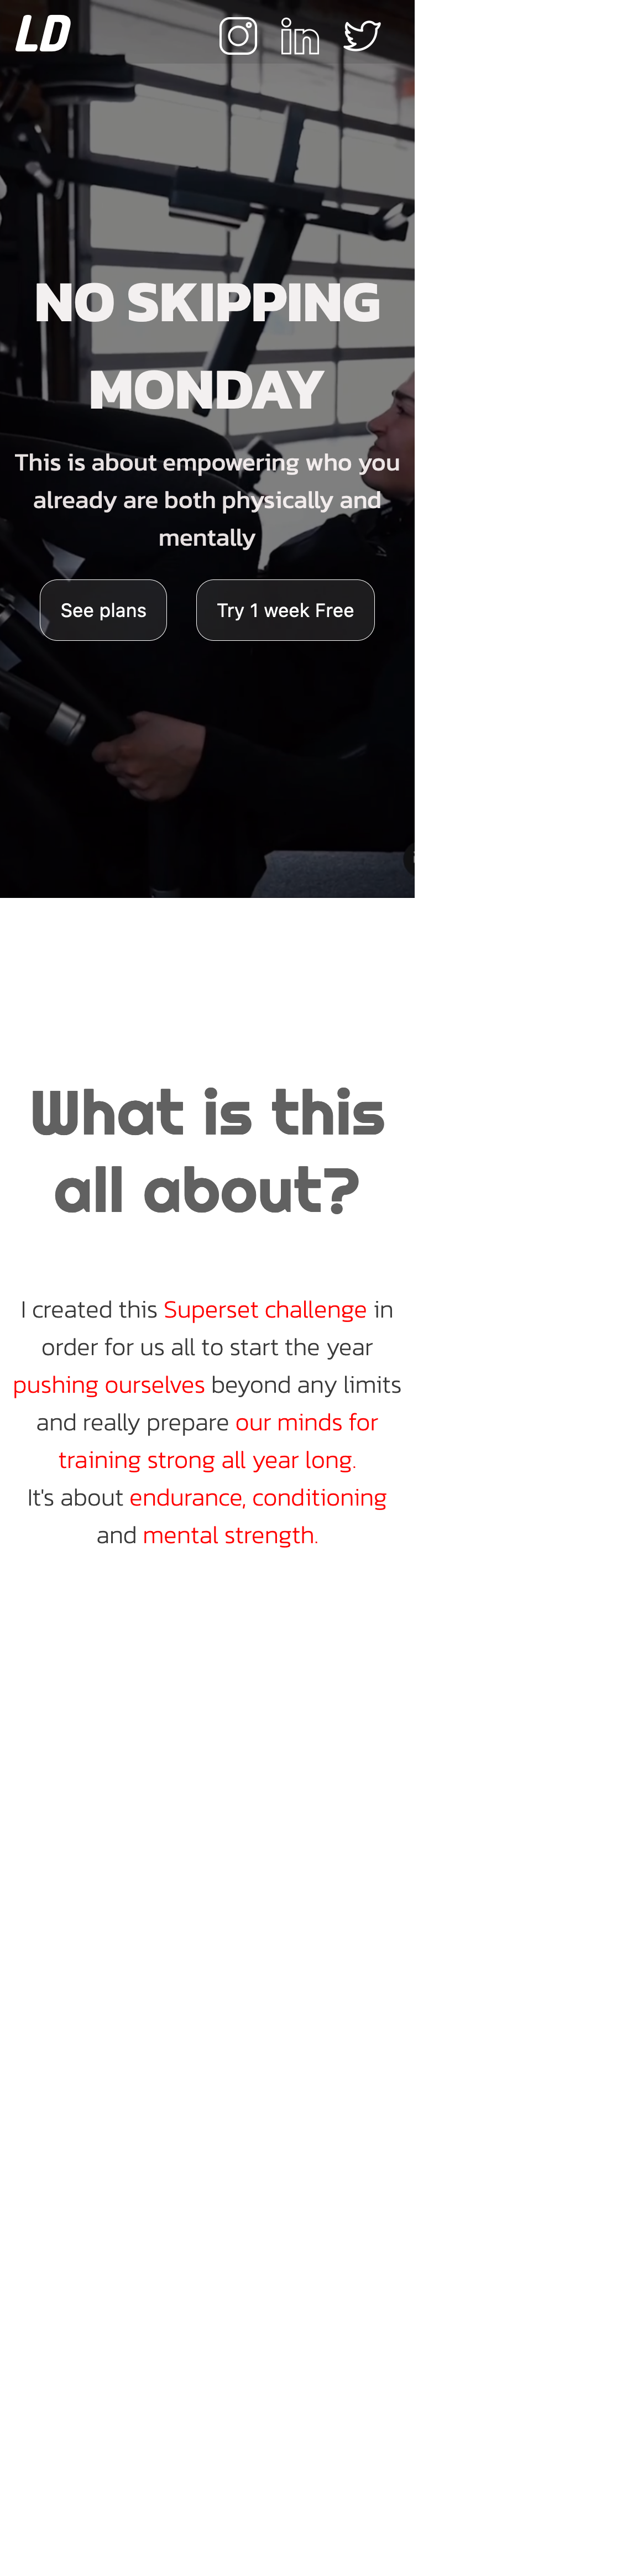 LD
NO SKIPPING
MONDAY
This is about empowering who you
already are both physically and
mentally
See plans
Try 1 week Free
What is this
all about?
I created this Superset challenge in
order for us all to start the year
pushing ourselves beyond any limits
and really prepare our minds for
training strong all year long.
It's about endurance, conditioning
and mental strength.